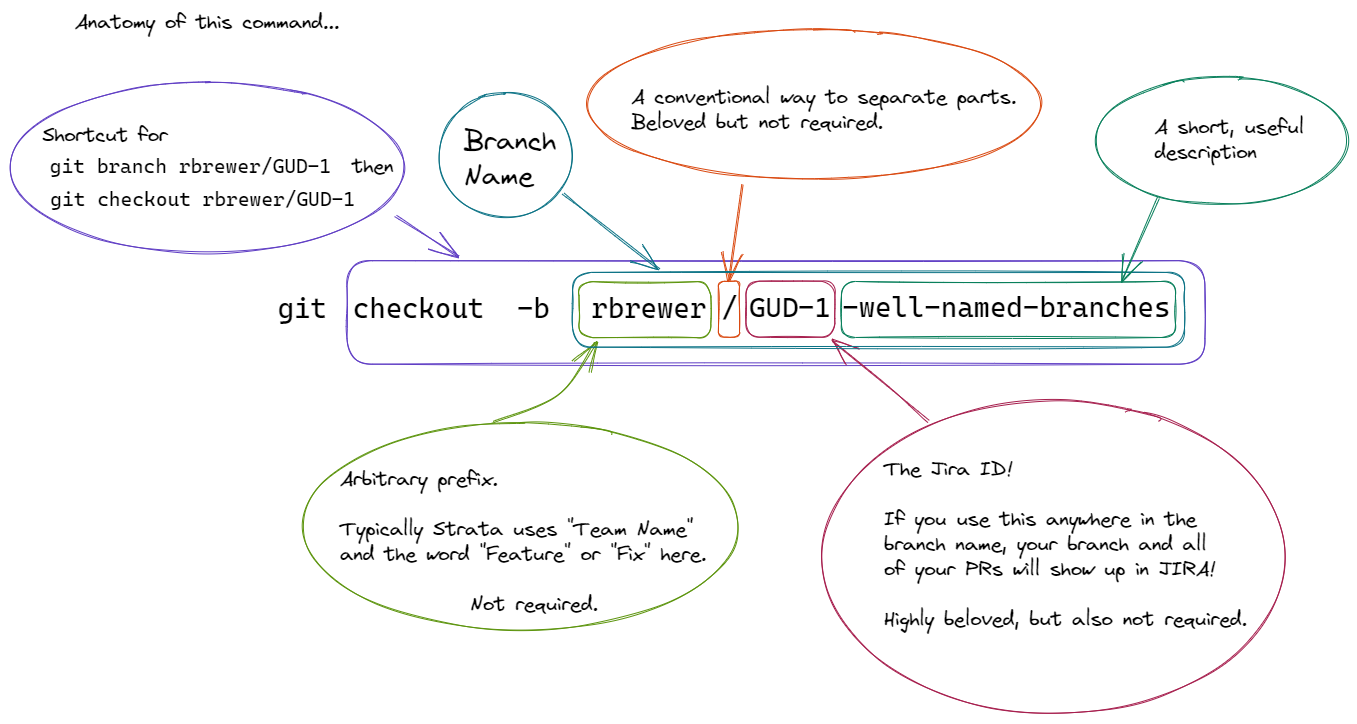 Anatomy of this command...
Shortcut for
git branch rbrewer/GUD-1 then
git checkout rbrewer/GUD-1
Branch
Name
A conventional way to separate parts.
Beloved but not required.
A short, useful
description
git checkout -b rbrewer/GUD-1-well-named-branches
Arbitrary prefix.
Typically Strata uses "Team Name"
and the word "Feature" or "Fix" here.
Not required.
The Jira ID!
If you use this anywhere in the
branch name, your branch and all
of your PRs will show up in JIRA!
Highly beloved, but also not required.